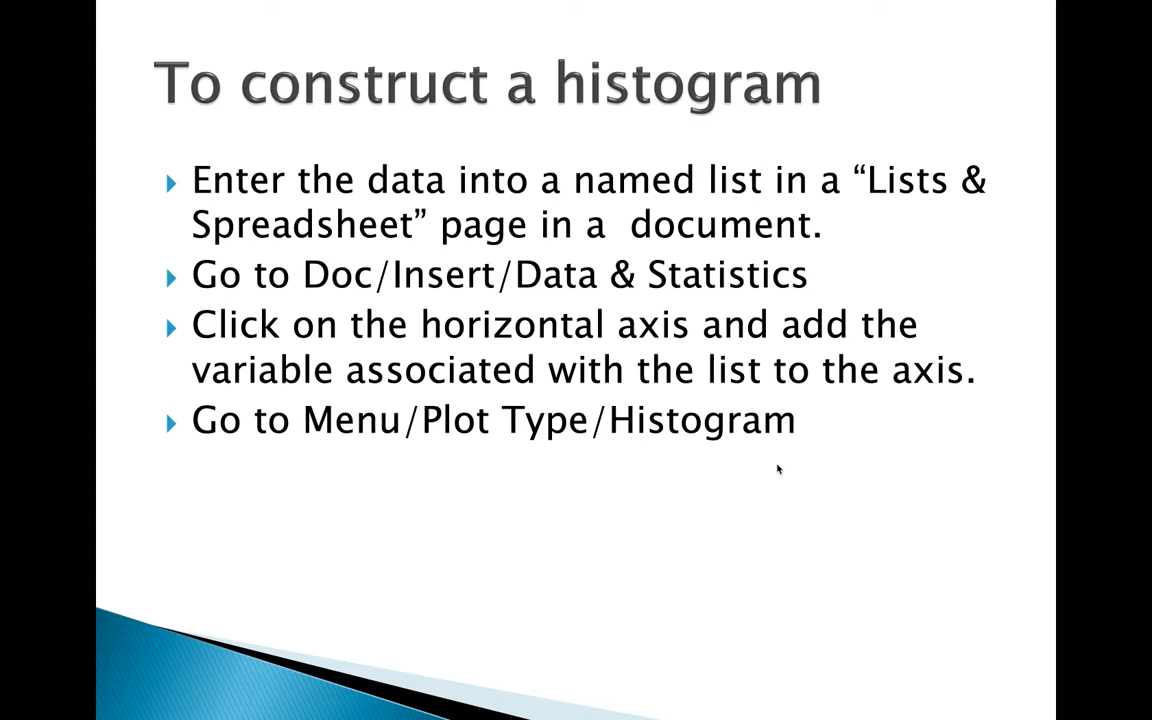 To construct a histogram
Enter the data into a named list in a “Lists &
Spreadsheet” page in a  document.
Go to Doc/Insert/Data & Statistics
Click on the horizontal axis and add the
variable associated with the list to the axis.
Go to Menu/Plot Type/Histogram